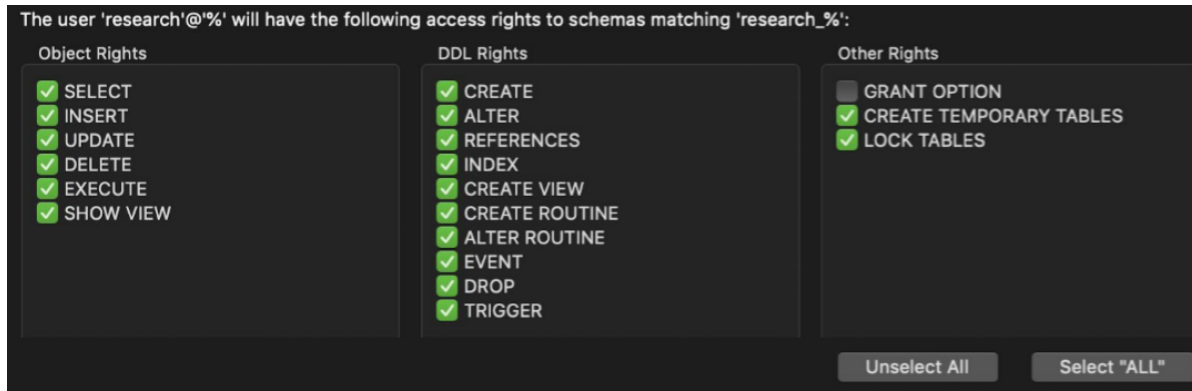 The user 'research'@'%' will have the following access rights to schemas matching 'research_%':
Object Rights
SELECT
INSERT
UPDATE
DELETE
EXECUTE
SHOW VIEW
DDL Rights
CREATE
ALTER
REFERENCES
INDEX
CREATE VIEW
CREATE ROUTINE
ALTER ROUTINE
EVENT
DROP
TRIGGER
Other Rights
GRANT OPTION
CREATE TEMPORARY TABLES
LOCK TABLES
Unselect All
Select "ALL"